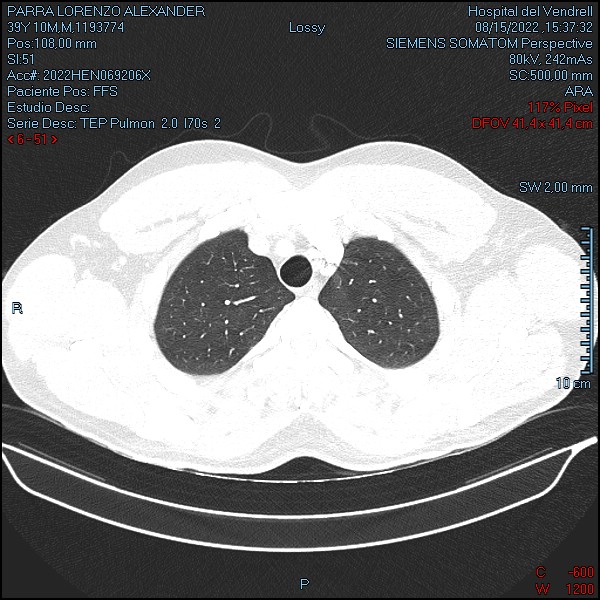 PARRA LORENZO ALEXANDER
39Y 10M,M,1193774
Pos:108,00 mm
SI:51
Acc#: 2022HEN069206X
Paciente Pos: FFS
Estudio Desc:
Serie Desc: TEP Pulmon 2.0 I70s 2
< 6 - 51 >
Lossy
Hospital del Vendrell
08/15/2022 ,15:37:32
SIEMENS SOMATOM Perspective
80kV, 242mAs
SC:500,00 mm
ARA
117% Pixel
DFOV 41,4 x 41,4 cm
SW 2,00 mm
R
10 cm
P
C -600
W 1200